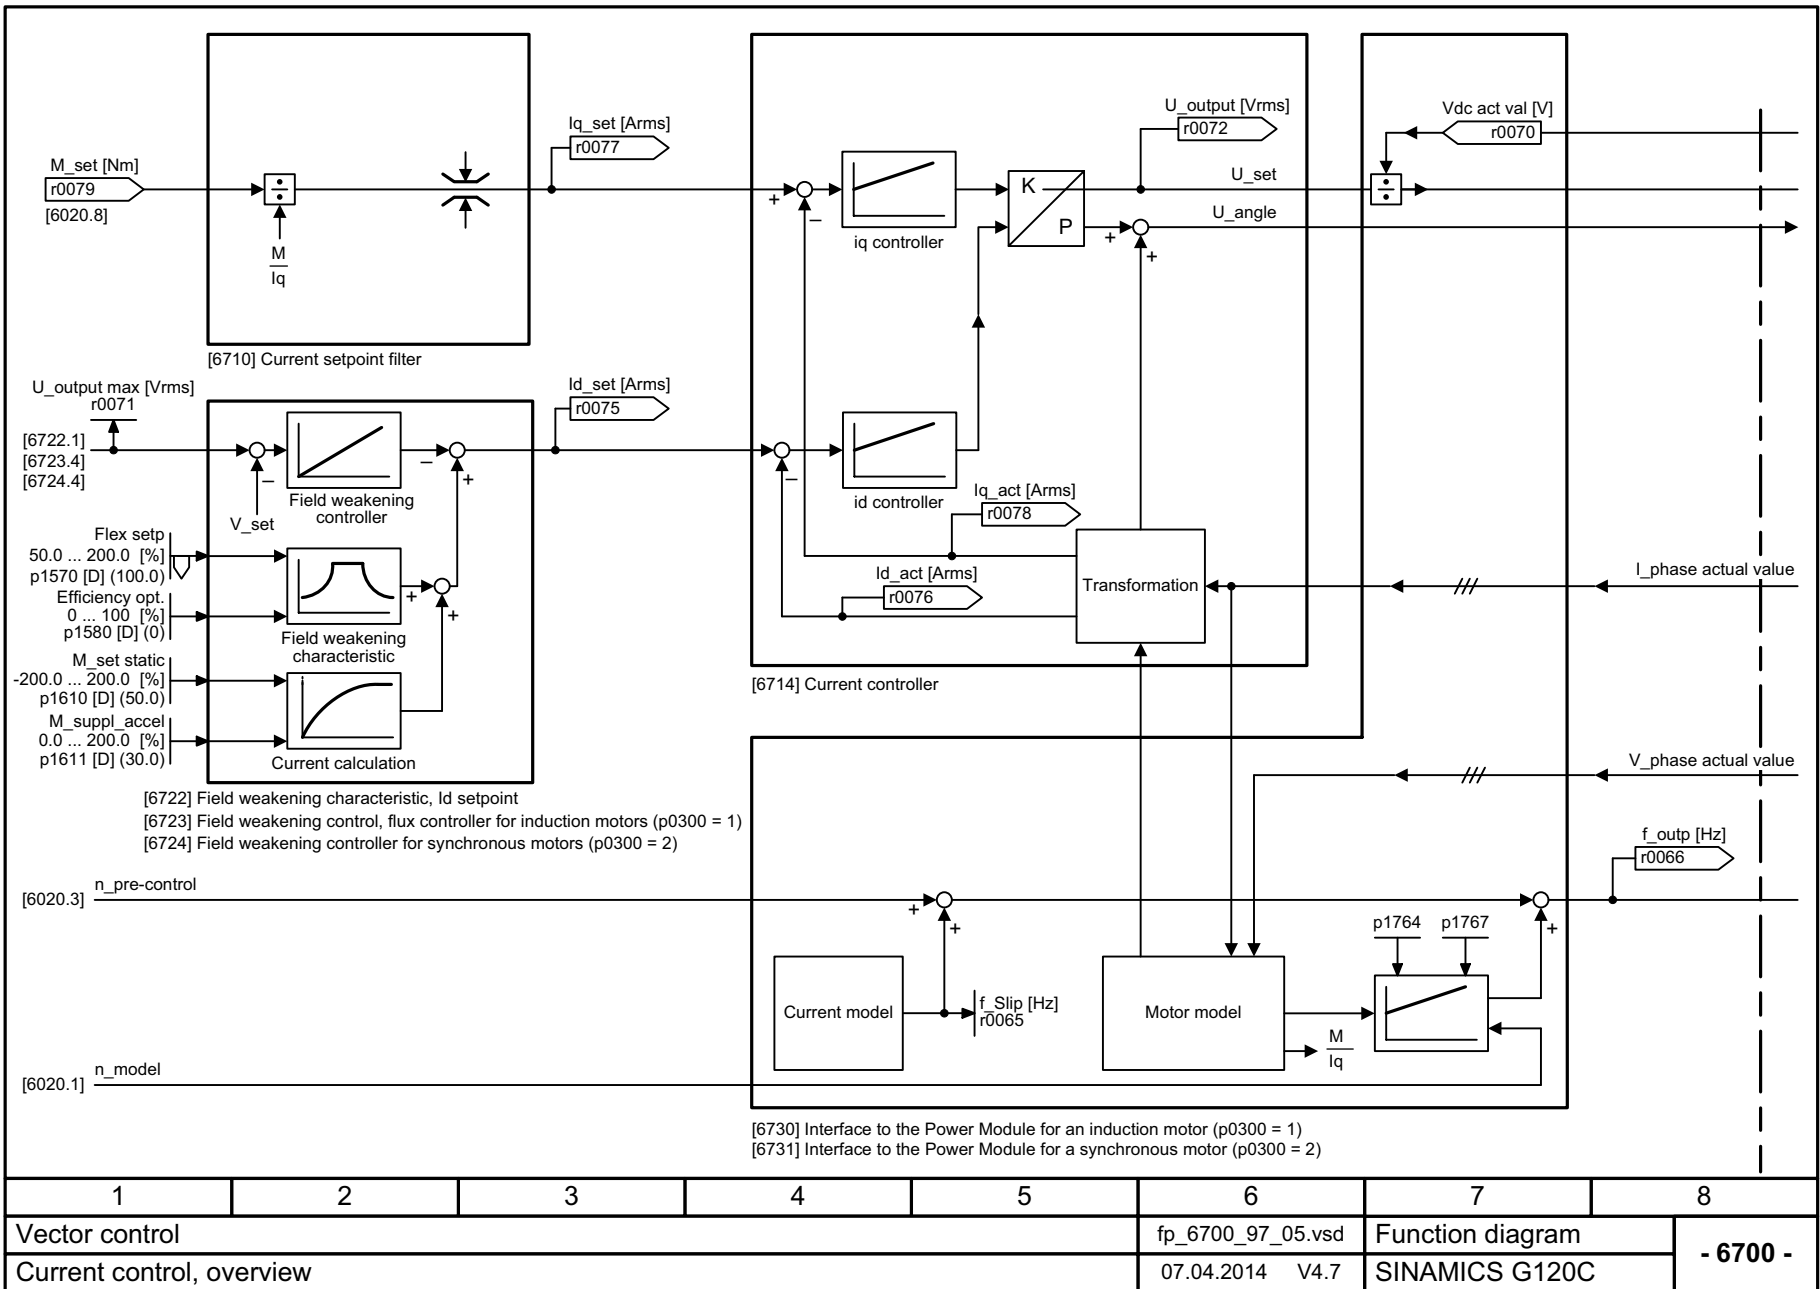 M_set [Nm]
r0079
[6020.8]
÷
M
Iq
Iq_set [Arms]
r0077
[6710] Current setpoint filter
U_output max [Vrms]
r0071
[6722.1]
[6723.4]
[6724.4]
V_set
–
Field weakening
controller
–
+
Flex setp
50.0 ... 200.0 [%]
p1570 [D] (100.0)
Efficiency opt.
0 ... 100 [%]
p1580 [D] (0)
Field weakening
characteristic
+
+
M_set static
-200.0 ... 200.0 [%]
p1610 [D] (50.0)
M_suppl_accel
0.0 ... 200.0 [%]
p1611 [D] (30.0)
Current calculation
[6722] Field weakening characteristic, Id setpoint
[6723] Field weakening control, flux controller for induction motors (p0300 = 1)
[6724] Field weakening controller for synchronous motors (p0300 = 2)
Id_set [Arms]
r0075
+
–
iq controller
K
P
U_output [Vrms]
r0072
U_set
U_angle
+
+
–
id controller
Iq_act [Arms]
r0078
Id_act [Arms]
r0076
Transformation
[6714] Current controller
Vdc act val [V]
r0070
÷
I_phase actual value
///
V_phase actual value
///
f_outp [Hz]
r0066
[6020.3]
n_pre-control
+
+
Current model
f_Slip [Hz]
r0065
Motor model
M
Iq
p1764
p1767
+
[6020.1]
n_model
[6730] Interface to the Power Module for an induction motor (p0300 = 1)
[6731] Interface to the Power Module for a synchronous motor (p0300 = 2)
1 2 3 4 5 6 7 8
Vector control
fp_6700_97_05.vsd
Function diagram
- 6700 -
Current control, overview
07.04.2014 V4.7
SINAMICS G120C